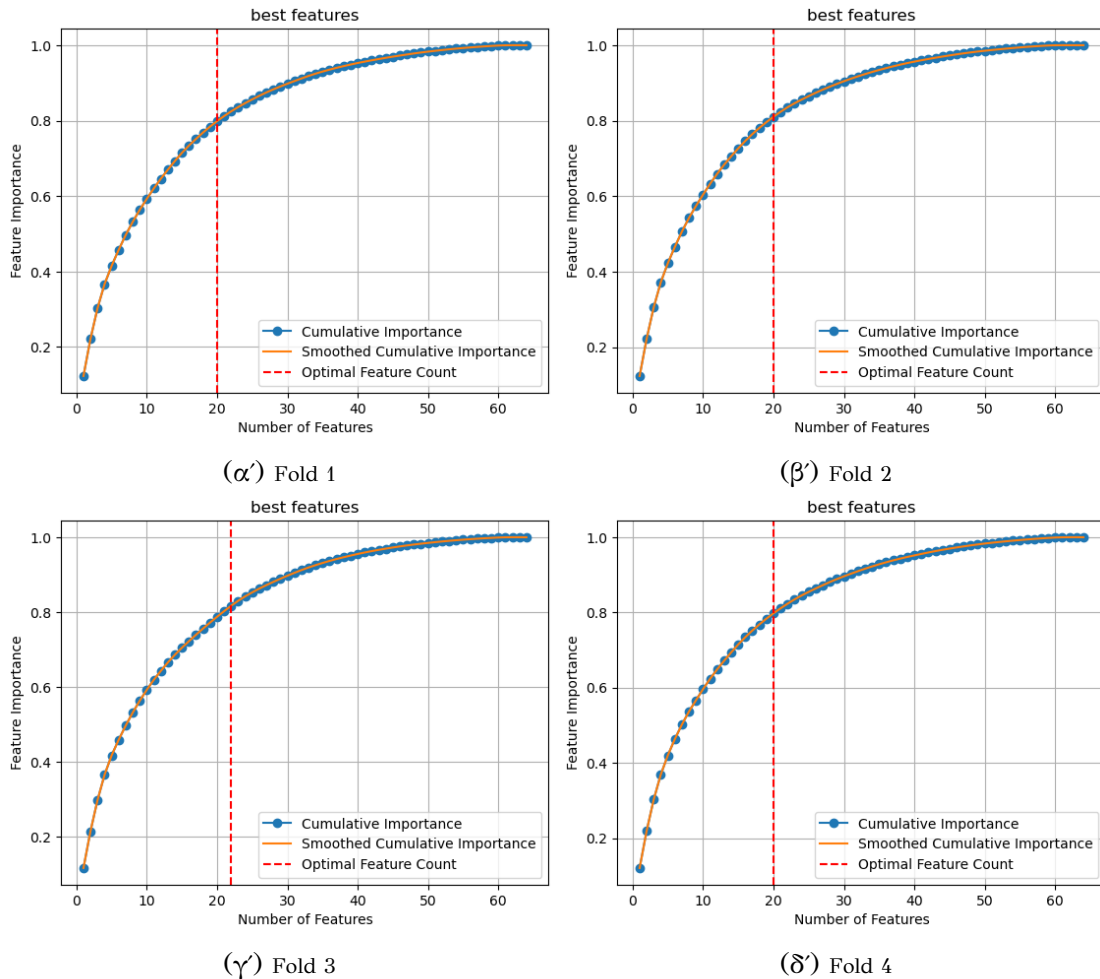 best features
1.0
0.8
0.6
0.4
0.2
Feature Importance
Cumulative Importance
Smoothed Cumulative Importance
Optimal Feature Count
0 10 20 30 40 50 60
Number of Features
(α′) Fold 1
best features
1.0
0.8
0.6
0.4
0.2
Feature Importance
Cumulative Importance
Smoothed Cumulative Importance
Optimal Feature Count
0 10 20 30 40 50 60
Number of Features
(β′) Fold 2
best features
1.0
0.8
0.6
0.4
0.2
Feature Importance
Cumulative Importance
Smoothed Cumulative Importance
Optimal Feature Count
0 10 20 30 40 50 60
Number of Features
(γ′) Fold 3
best features
1.0
0.8
0.6
0.4
0.2
Feature Importance
Cumulative Importance
Smoothed Cumulative Importance
Optimal Feature Count
0 10 20 30 40 50 60
Number of Features
(δ′) Fold 4